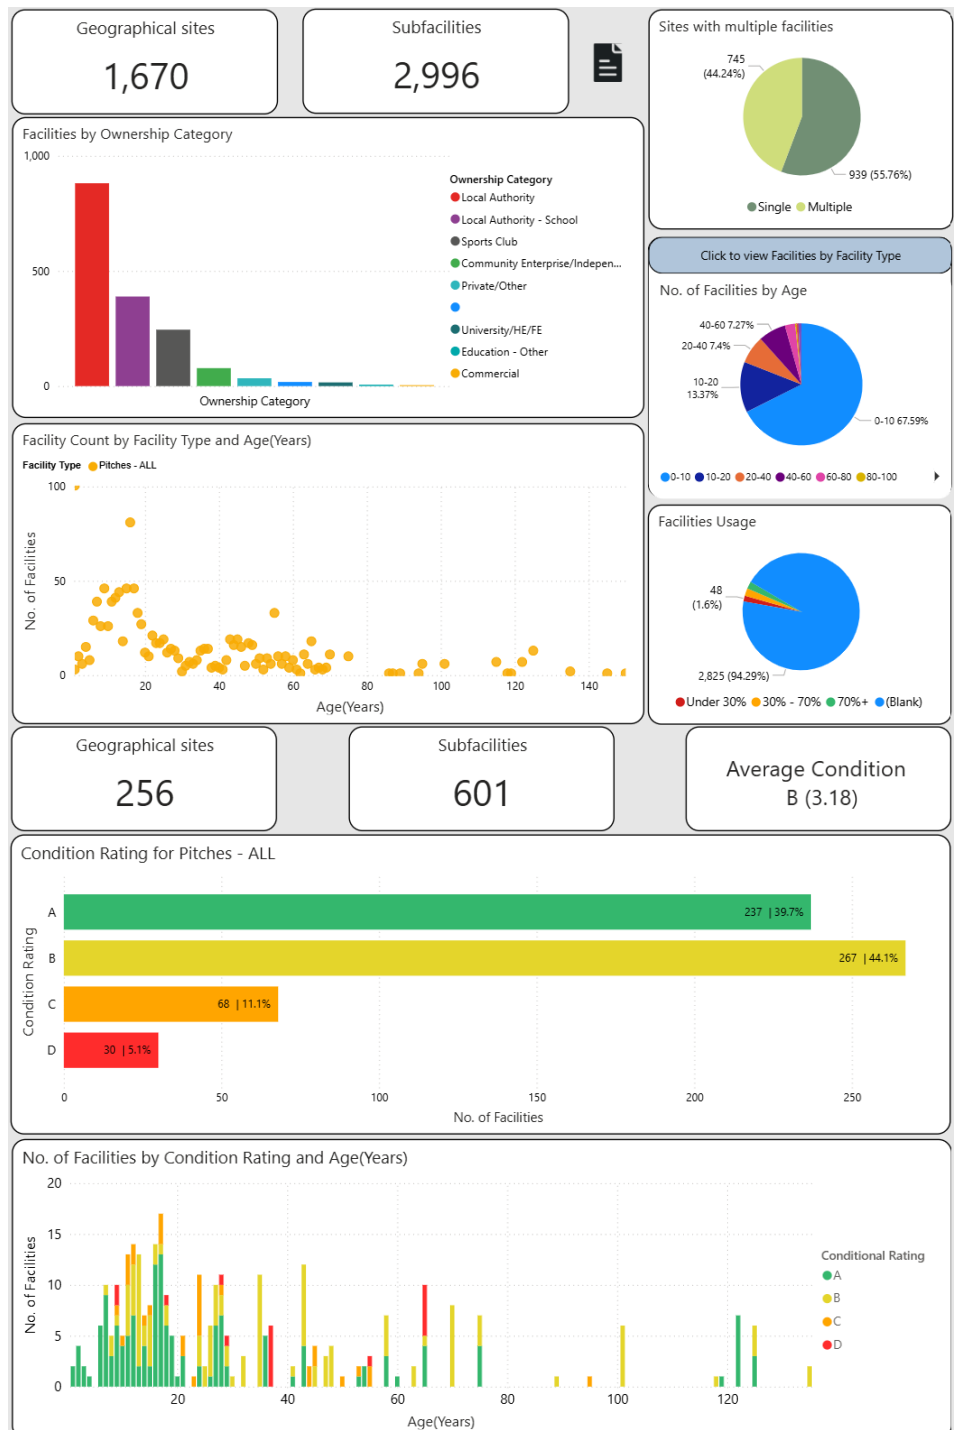 Geographical sites
1,670
Subfacilities
2,996
Sites with multiple facilities
745
(44.24%)
939 (55.76%)
Single Multiple
Facilities by Ownership Category
1,000
500
0
Ownership Category
Ownership Category
Local Authority
Local Authority - School
Sports Club
Community Enterprise/Indepen...
Private/Other
University/HE/FE
Education - Other
Commercial
Click to view Facilities by Facility Type
No. of Facilities by Age
40-60 7.27%
20-40 7.4%
10-20
13.37%
0-10 67.59%
0-10 10-20 20-40 40-60 60-80 80-100
Facility Count by Facility Type and Age(Years)
Facility Type Pitches - ALL
100
50
0
No. of Facilities
20 40 60 80 100 120 140
Age(Years)
Facilities Usage
48
(1.6%)
2,825 (94.29%)
Under 30% 30% - 70% 70%+ (Blank)
Geographical sites
256
Subfacilities
601
Average Condition
B (3.18)
Condition Rating for Pitches - ALL
Condition Rating
A
237 | 39.7%
B
267 | 44.1%
C
68 | 11.1%
D
30 | 5.1%
0 50 100 150 200 250
No. of Facilities
No. of Facilities by Condition Rating and Age(Years)
20
15
10
5
0
No. of Facilities
20 40 60 80 100 120
Age(Years)
Conditional Rating
A
B
C
D